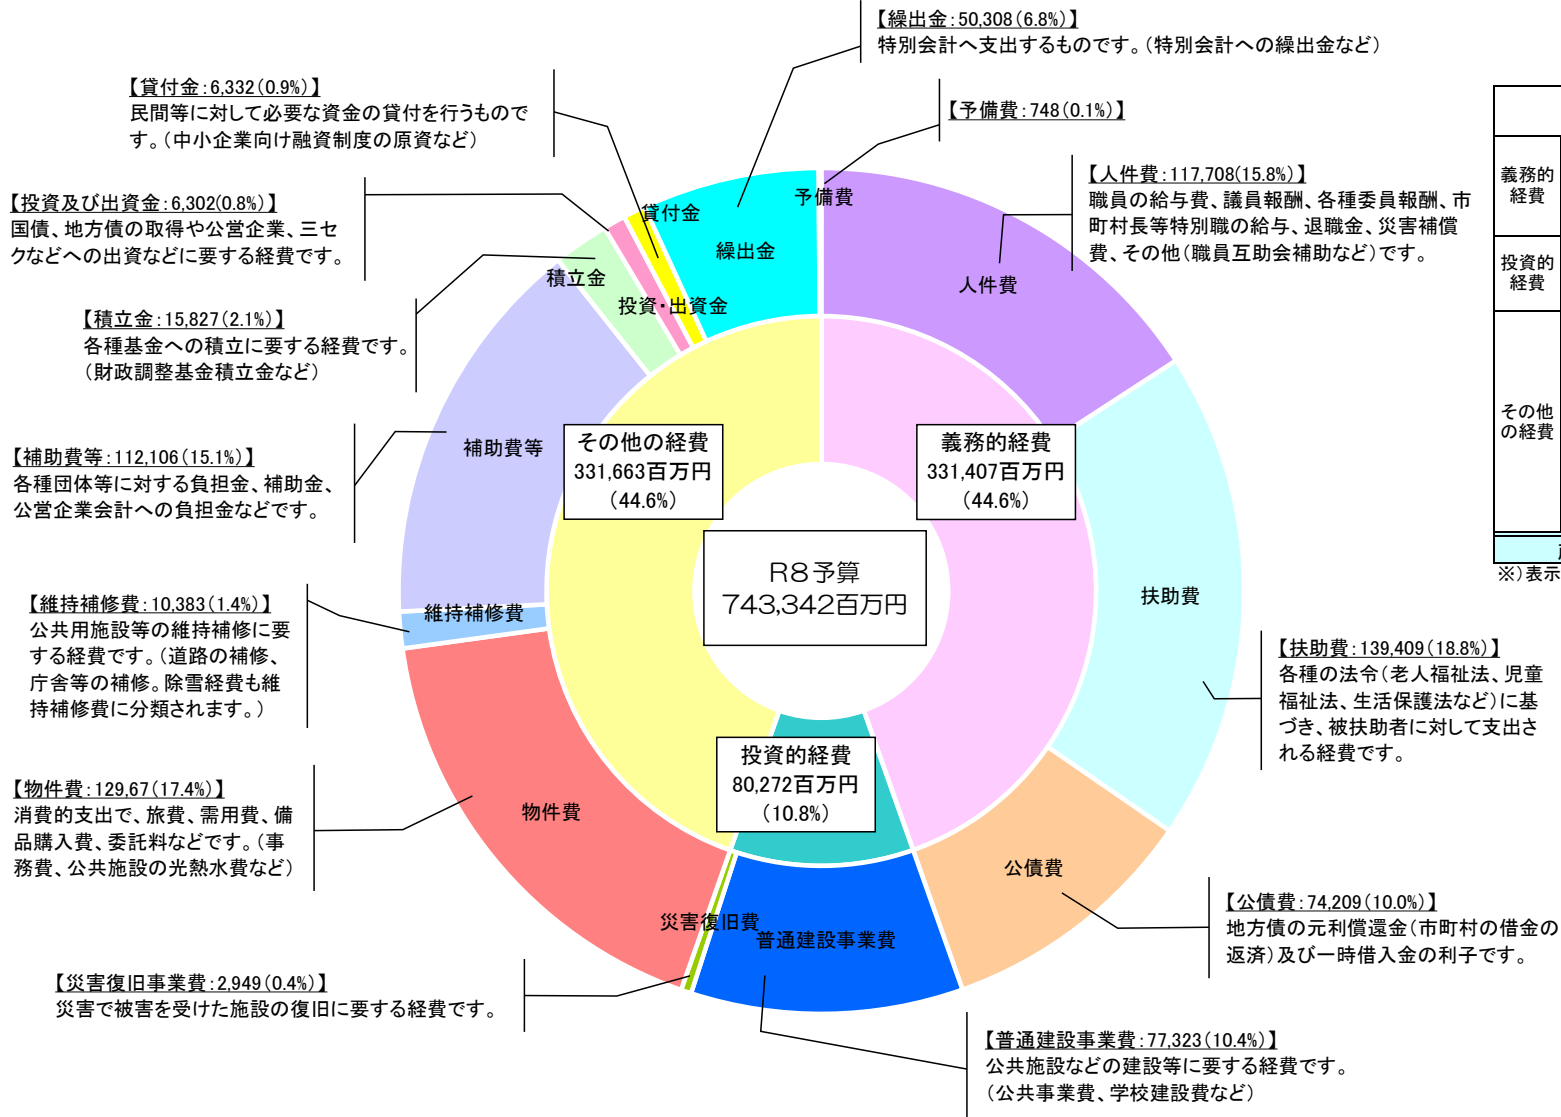 【繰出金:50,308(6.8%)】
特別会計へ支出するものです。(特別会計への繰出金など)
【貸付金:6,332(0.9%)】
民間等に対して必要な資金の貸付を行うもので
す。(中小企業向け融資制度の原資など)
【予備費:748(0.1%)】
【人件費:117,708(15.8%)】
職員の給与費、議員報酬、各種委員報酬、市
町村長等特別職の給与、退職金、災害補償
費、その他(職員互助会補助など)です。
【投資及び出資金:6,302(0.8%)】
国債、地方債の取得や公営企業、三セ
クなどへの出資などに要する経費です。
【積立金:15,827(2.1%)】
各種基金への積立に要する経費です。
(財政調整基金積立金など)
予備費
貸付金
繰出金
人件費
積立金
投資・出資金
義務的
経費
投資的
経費
その他
の経費
※)表示
補助費等
その他の経費
331,663百万円
(44.6%)
義務的経費
331,407百万円
(44.6%)
【補助費等:112,106(15.1%)】
各種団体等に対する負担金、補助金、
公営企業会計への負担金などです。
R8予算
743,342百万円
扶助費
維持補修費
【維持補修費:10,383(1.4%)】
公共用施設等の維持補修に要
する経費です。(道路の補修、
庁舎等の補修。除雪経費も維
持補修費に分類されます。)
【扶助費:139,409(18.8%)】
各種の法令(老人福祉法、児童
福祉法、生活保護法など)に基
づき、被扶助者に対して支出さ
れる経費です。
投資的経費
80,272百万円
(10.8%)
【物件費:129,67(17.4%)】
消費的支出で、旅費、需用費、備
品購入費、委託料などです。(事
務費、公共施設の光熱水費など)
物件費
公債費
災害復旧費
普通建設事業費
【公債費:74,209(10.0%)】
地方債の元利償還金(市町村の借金の
返済)及び一時借入金の利子です。
【災害復旧事業費:2,949(0.4%)】
災害で被害を受けた施設の復旧に要する経費です。
【普通建設事業費:77,323(10.4%)】
公共施設などの建設等に要する経費です。
(公共事業費、学校建設費など)